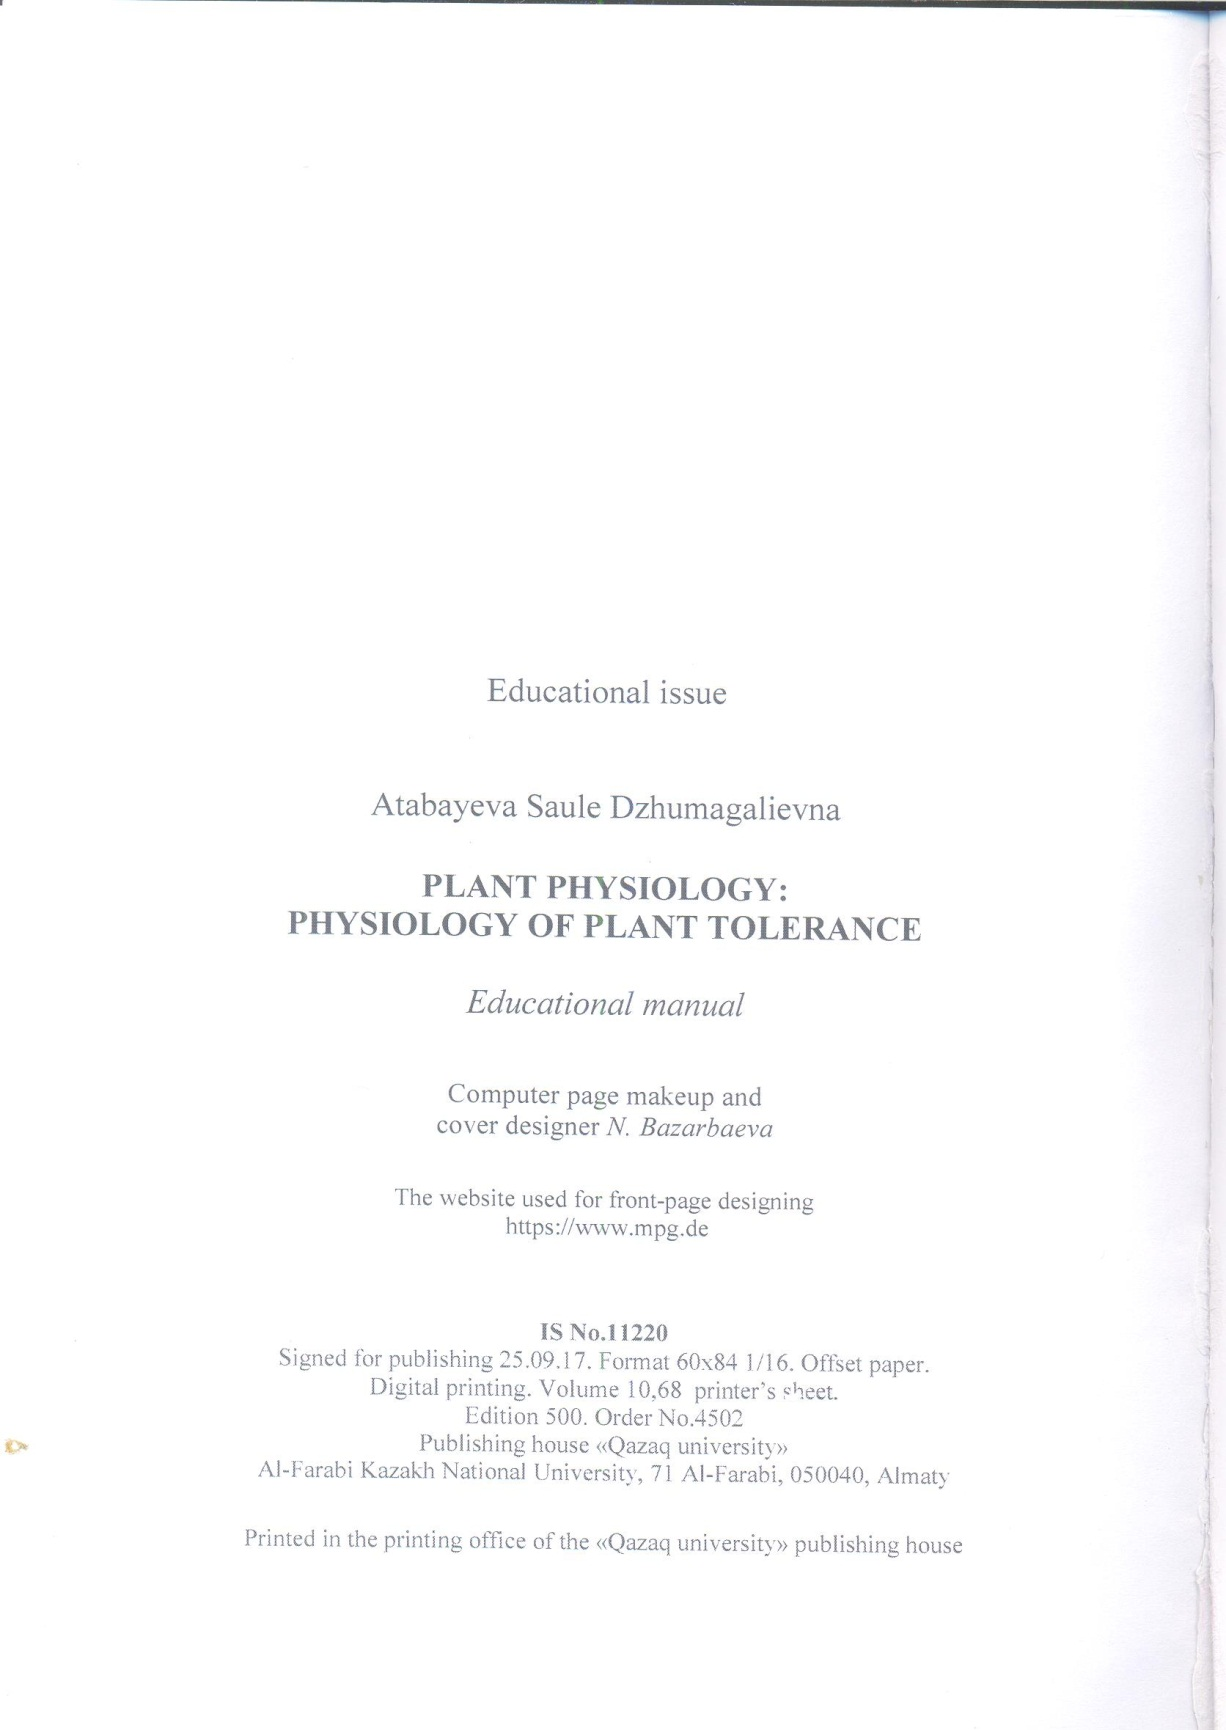 Educational issue
Atabayeva Saule Dzhumagalievna
PLANT PHYSIOLOGY:
PHYSIOLOGY OF PLANT TOLERANCE
Educational manual
Computer page makeup and
cover designer N. Bazarbaeva
The website used for front-page designing
https://www.mpg.de
IS No.11220
Signed for publishing 25.09.17. Format 60x84 1/16. Offset paper.
Digital printing. Volume 10,68 printer's sheet.
Edition 500. Order No.4502
Publishing house «Qazaq university»
Al-Farabi Kazakh National University, 71 Al-Farabi, 050040, Almaty
Printed in the printing office of the «Qazaq university» publishing house